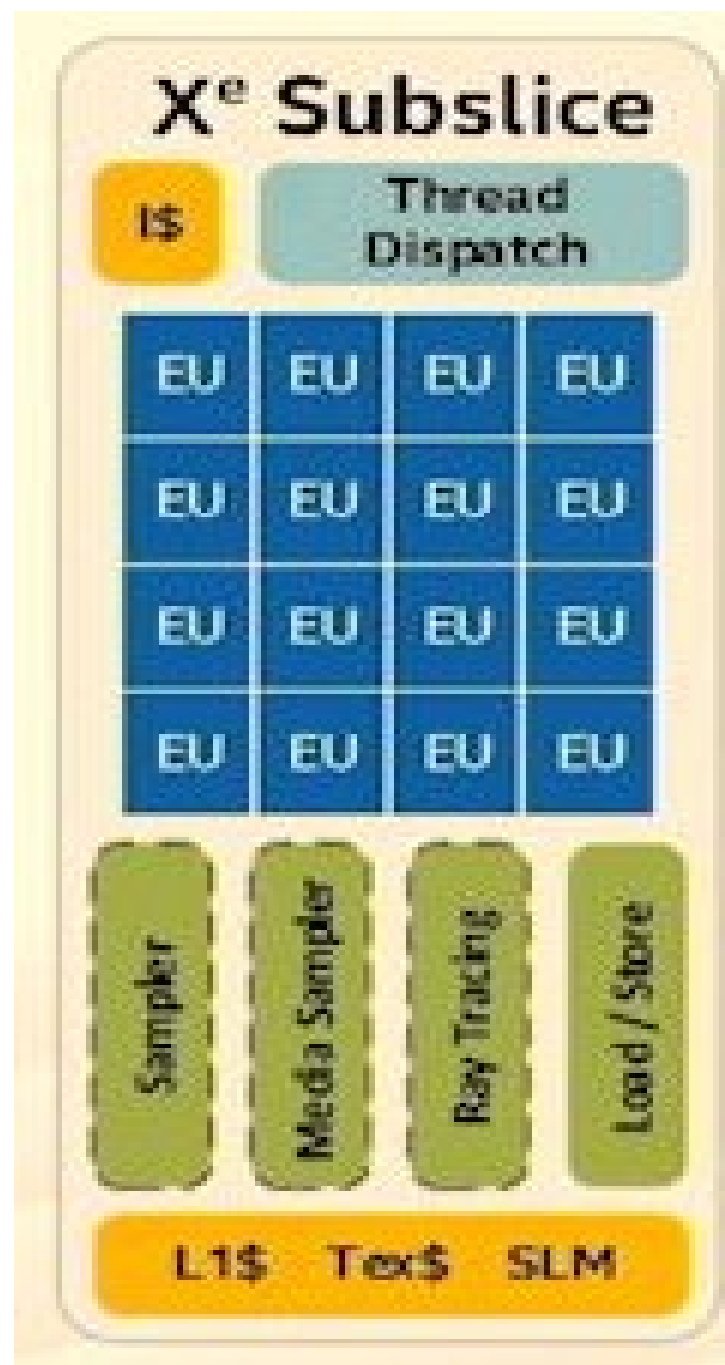 Xᵉ Subslice
I$
Thread
Dispatch
EU EU EU EU
EU EU EU EU
EU EU EU EU
EU EU EU EU
Sampler
Media Sampler
Ray Tracing
Load / Store
L1$ Tex$ SLM